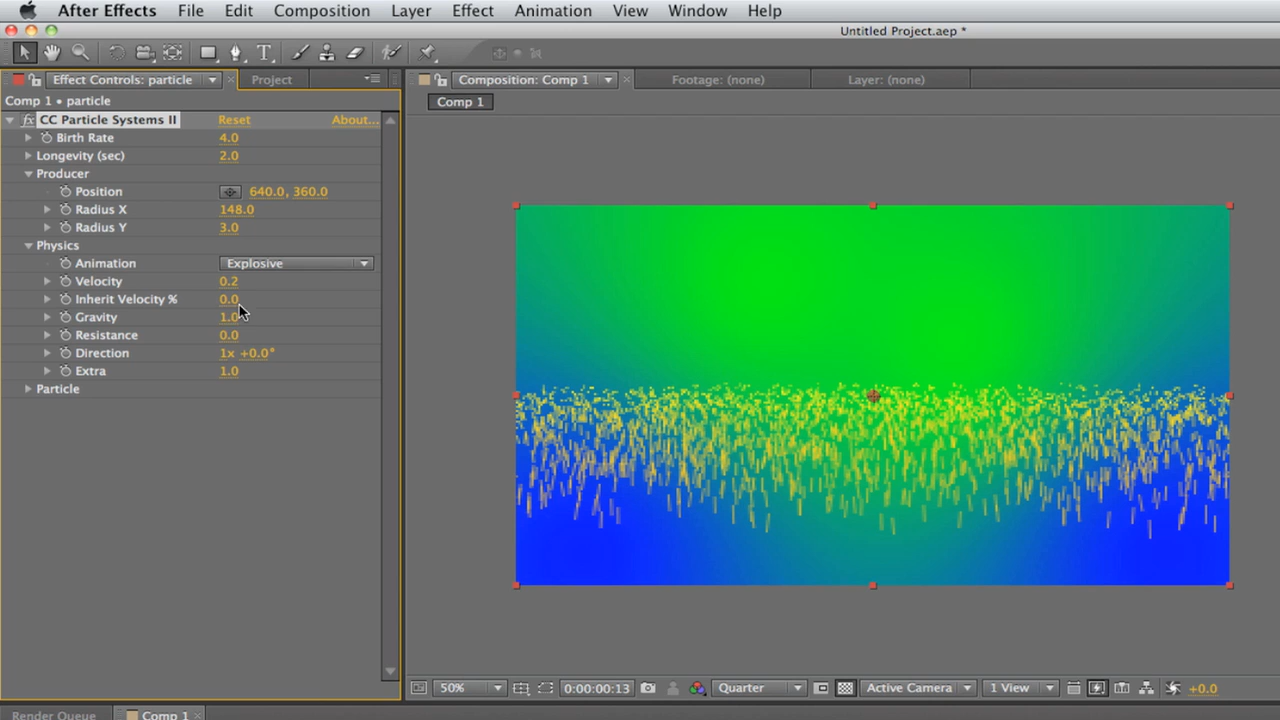 After Effects File Edit Composition Layer Effect Animation View Window Help
Untitled Project.aep *
Effect Controls: particle Project Composition: Comp 1 Footage: (none) Layer: (none)
Comp 1 • particle
Comp 1
fx CC Particle Systems II Reset About...
Birth Rate 4.0
Longevity (sec) 2.0
Producer
Position 640.0, 360.0
Radius X 148.0
Radius Y 3.0
Physics
Animation Explosive
Velocity 0.2
Inherit Velocity % 0.0
Gravity 1.0
Resistance 0.0
Direction 1x +0.0°
Extra 1.0
Particle
50% 0:00:00:13 Quarter Active Camera 1 View +0.0
Render Queue Comp 1